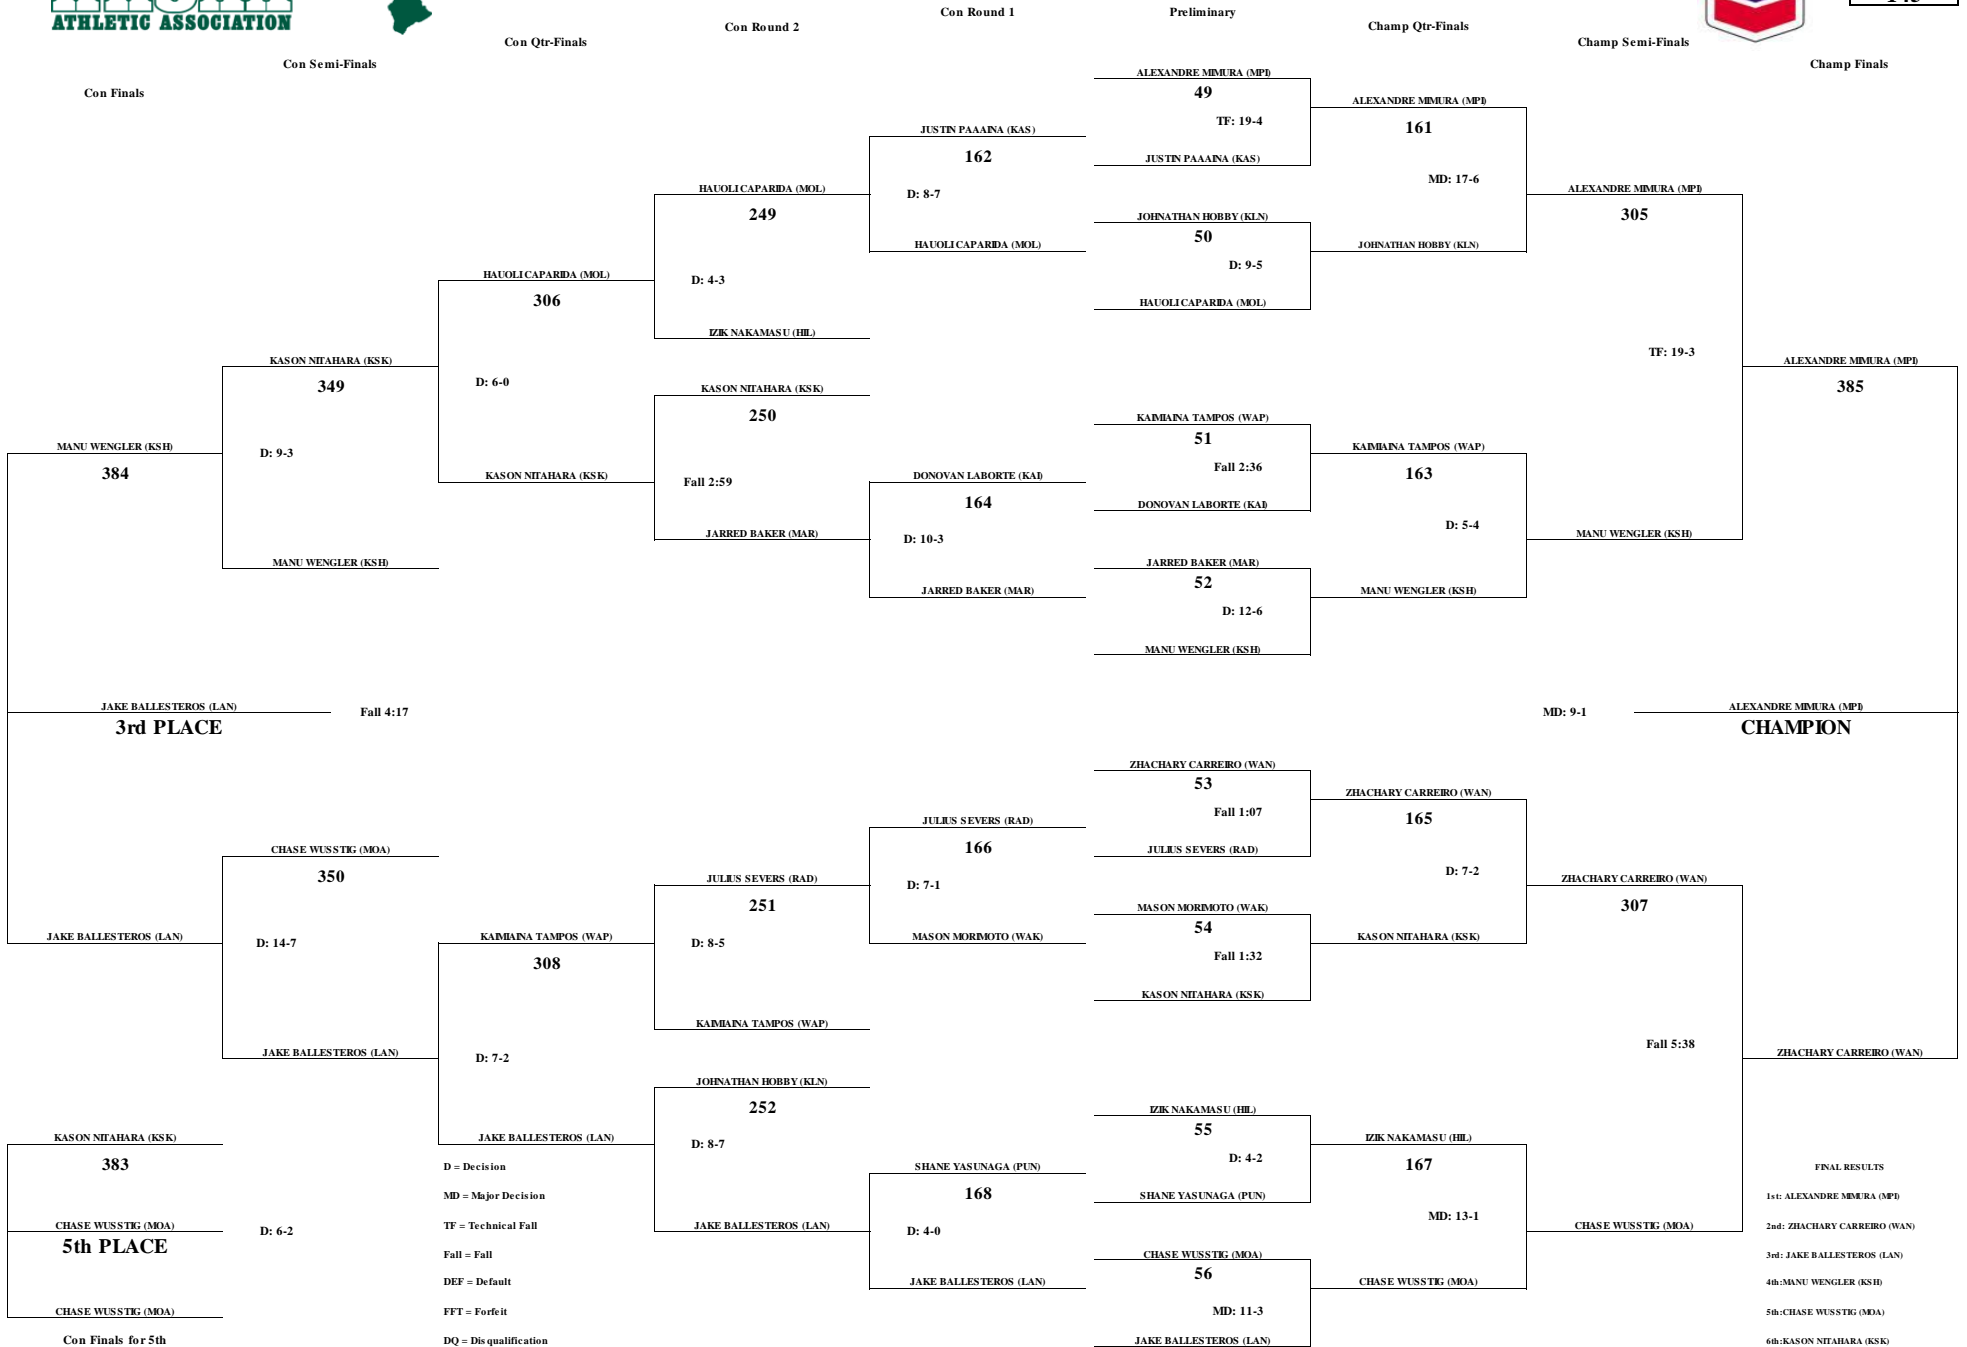 ATHLETIC ASSOCIATION
Con Finals
Con Semi-Finals
Con Qtr-Finals
Con Round 2
Con Round 1
Preliminary
Champ Qtr-Finals
Champ Semi-Finals
Champ Finals
ALEXANDRE MIMURA (MPI)
49
TF: 19-4
JUSTIN PAAAINA (KAS)
JOHNATHAN HOBBY (KLN)
50
D: 9-5
HAUOLI CAPARIDA (MOL)
KAIMIAINA TAMPOS (WAP)
51
Fall 2:36
DONOVAN LABORTE (KAI)
JARRED BAKER (MAR)
52
D: 12-6
MANU WENGLER (KSH)
ZHACHARY CARREIRO (WAN)
53
Fall 1:07
JULIUS SEVERS (RAD)
MASON MORIMOTO (WAK)
54
Fall 1:32
KASON NITAHARA (KSK)
IZIK NAKAMASU (HIL)
55
D: 4-2
SHANE YASUNAGA (PUN)
CHASE WUSSTIG (MOA)
56
MD: 11-3
JAKE BALLESTEROS (LAN)
ALEXANDRE MIMURA (MPI)
161
MD: 17-6
JOHNATHAN HOBBY (KLN)
KAIMIAINA TAMPOS (WAP)
163
D: 5-4
MANU WENGLER (KSH)
ZHACHARY CARREIRO (WAN)
165
D: 7-2
KASON NITAHARA (KSK)
IZIK NAKAMASU (HIL)
167
MD: 13-1
CHASE WUSSTIG (MOA)
ALEXANDRE MIMURA (MPI)
305
TF: 19-3
MANU WENGLER (KSH)
ZHACHARY CARREIRO (WAN)
307
Fall 5:38
CHASE WUSSTIG (MOA)
ALEXANDRE MIMURA (MPI)
385
MD: 9-1
ALEXANDRE MIMURA (MPI)
CHAMPION
ZHACHARY CARREIRO (WAN)
JUSTIN PAAAINA (KAS)
162
D: 8-7
HAUOLI CAPARIDA (MOL)
DONOVAN LABORTE (KAI)
164
D: 10-3
JARRED BAKER (MAR)
JULIUS SEVERS (RAD)
166
D: 7-1
MASON MORIMOTO (WAK)
SHANE YASUNAGA (PUN)
168
D: 4-0
JAKE BALLESTEROS (LAN)
HAUOLI CAPARIDA (MOL)
249
D: 4-3
IZIK NAKAMASU (HIL)
KASON NITAHARA (KSK)
250
Fall 2:59
JARRED BAKER (MAR)
JULIUS SEVERS (RAD)
251
D: 8-5
KAIMIAINA TAMPOS (WAP)
JOHNATHAN HOBBY (KLN)
252
D: 8-7
JAKE BALLESTEROS (LAN)
HAUOLI CAPARIDA (MOL)
306
D: 6-0
KASON NITAHARA (KSK)
KAIMIAINA TAMPOS (WAP)
308
D: 7-2
JAKE BALLESTEROS (LAN)
KASON NITAHARA (KSK)
349
D: 9-3
MANU WENGLER (KSH)
CHASE WUSSTIG (MOA)
350
D: 14-7
JAKE BALLESTEROS (LAN)
MANU WENGLER (KSH)
384
JAKE BALLESTEROS (LAN)
3rd PLACE
Fall 4:17
JAKE BALLESTEROS (LAN)
KASON NITAHARA (KSK)
383
CHASE WUSSTIG (MOA)
5th PLACE
D: 6-2
CHASE WUSSTIG (MOA)
Con Finals for 5th
D = Decision
MD = Major Decision
TF = Technical Fall
Fall = Fall
DEF = Default
FFT = Forfeit
DQ = Disqualification
FINAL RESULTS
1st: ALEXANDRE MIMURA (MPI)
2nd: ZHACHARY CARREIRO (WAN)
3rd: JAKE BALLESTEROS (LAN)
4th:MANU WENGLER (KSH)
5th:CHASE WUSSTIG (MOA)
6th:KASON NITAHARA (KSK)